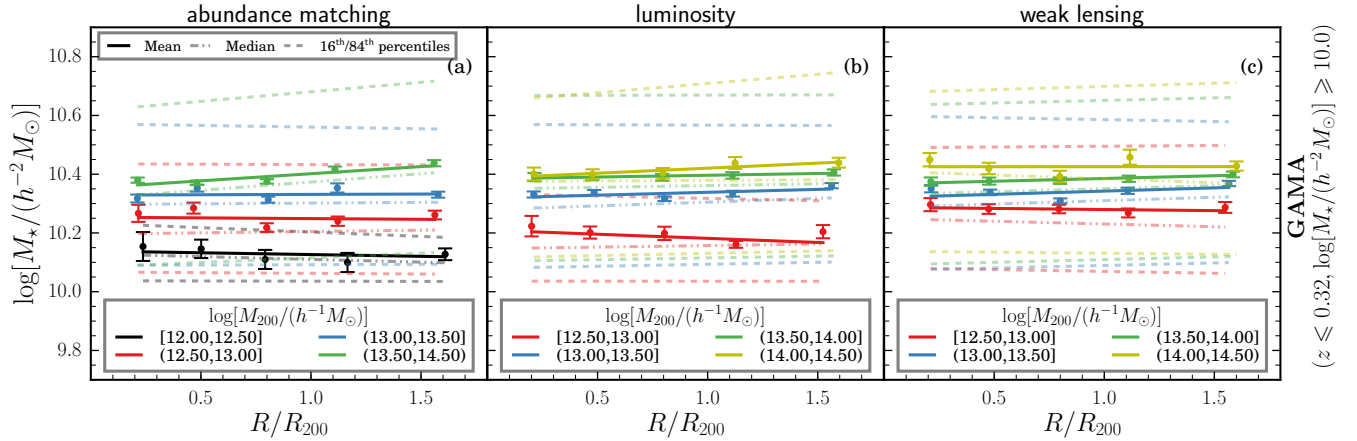 abundance matching
luminosity
weak lensing
Mean Median 16th/84th percentiles
(a)
(b)
(c)
log[M⋆/(h⁻²M⊙)]
10.8
10.6
10.4
10.2
10.0
9.8
log[M200/(h⁻¹M⊙)]
[12.00,12.50] (13.00,13.50]
(12.50,13.00] (13.50,14.50)
log[M200/(h⁻¹M⊙)]
[12.50,13.00] (13.50,14.00]
(13.00,13.50] (14.00,14.50)
log[M200/(h⁻¹M⊙)]
[12.50,13.00] (13.50,14.00]
(13.00,13.50] (14.00,14.50)
0.5 1.0 1.5
0.5 1.0 1.5
0.5 1.0 1.5
R/R200
R/R200
R/R200
GAMA
(z ⩽ 0.32, log[M⋆/(h⁻²M⊙)] ⩾ 10.0)